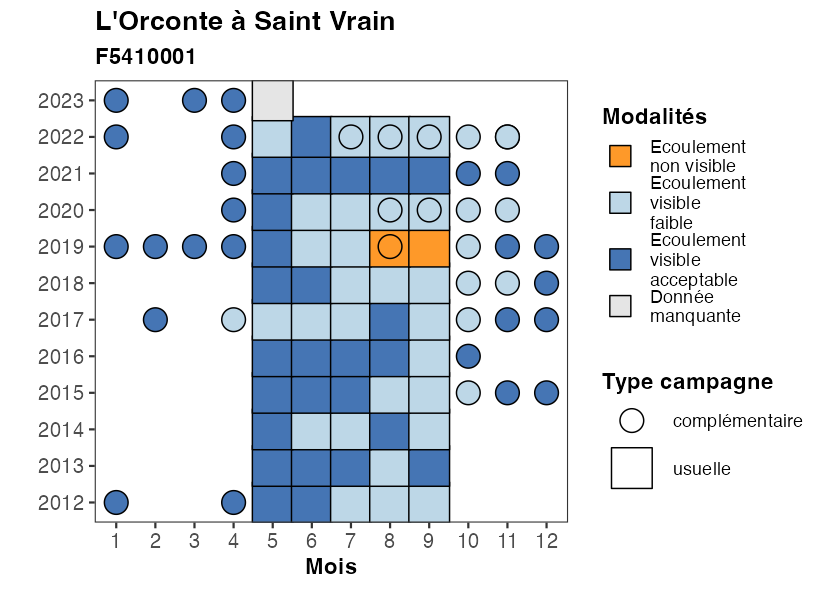 L'Orconte à Saint Vrain
F5410001
2023
2022
2021
2020
2019
2018
2017
2016
2015
2014
2013
2012
1 2 3 4 5 6 7 8 9 10 11 12
Mois
Modalités
Ecoulement
non visible
Ecoulement
visible
faible
Ecoulement
visible
acceptable
Donnée
manquante
Type campagne
complémentaire
usuelle